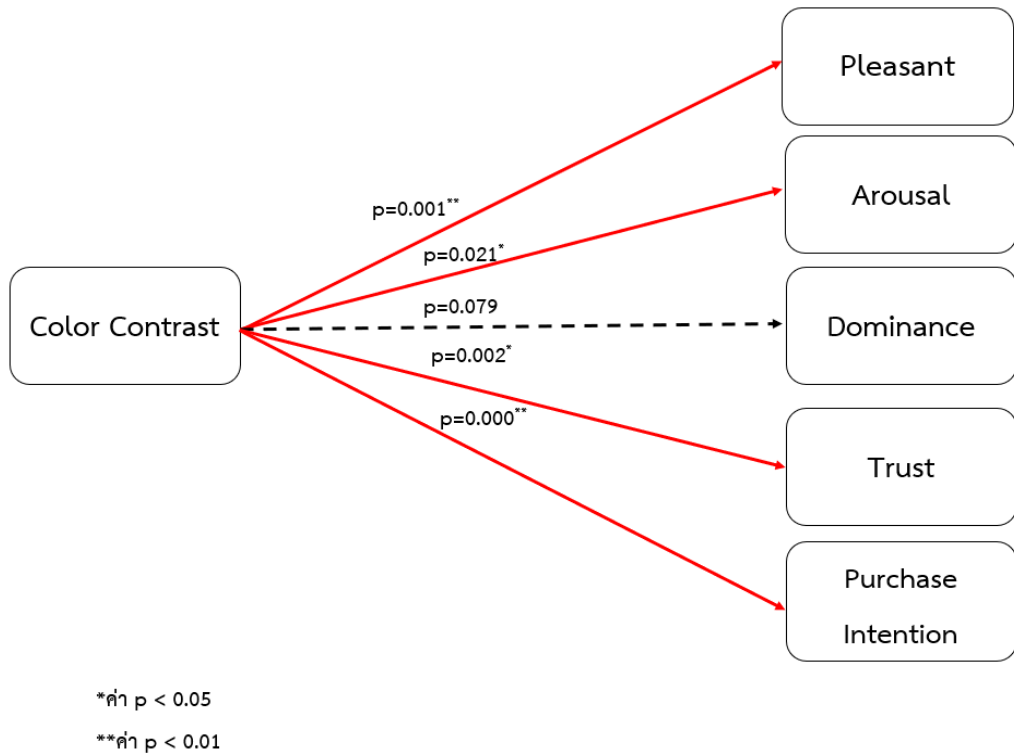 Pleasant
p=0.001**
Arousal
p=0.021*
Color Contrast
p=0.079
Dominance
p=0.002*
p=0.000**
Trust
Purchase
Intention
*ค่า p < 0.05
**ค่า p < 0.01